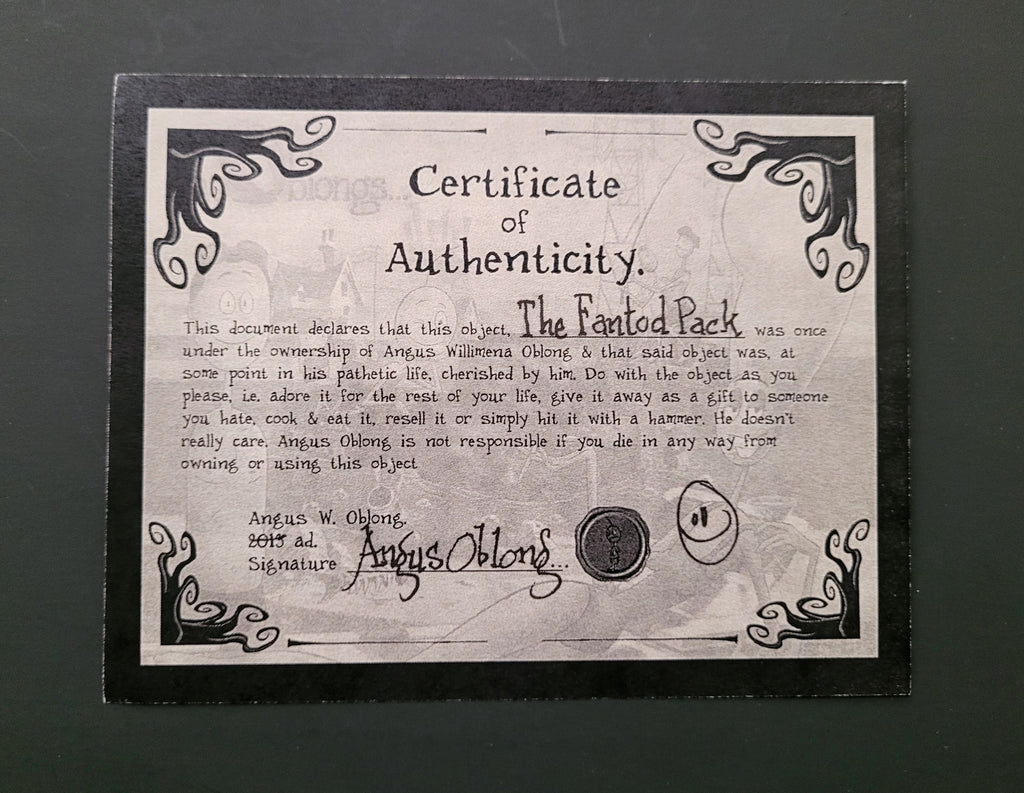 Oblongs...
Certificate
of
Authenticity.
This document declares that this object, The Fantod Pack was once
under the ownership of Angus Willimena Oblong & that said object was, at
some point in his pathetic life, cherished by him. Do with the object as you
please, i.e. adore it for the rest of your life, give it away as a gift to someone
you hate, cook & eat it, resell it or simply hit it with a hammer. He doesn't
really care. Angus Oblong is not responsible if you die in any way from
owning or using this object
Angus W. Oblong.
2013 ad.
Signature Angus Oblong...